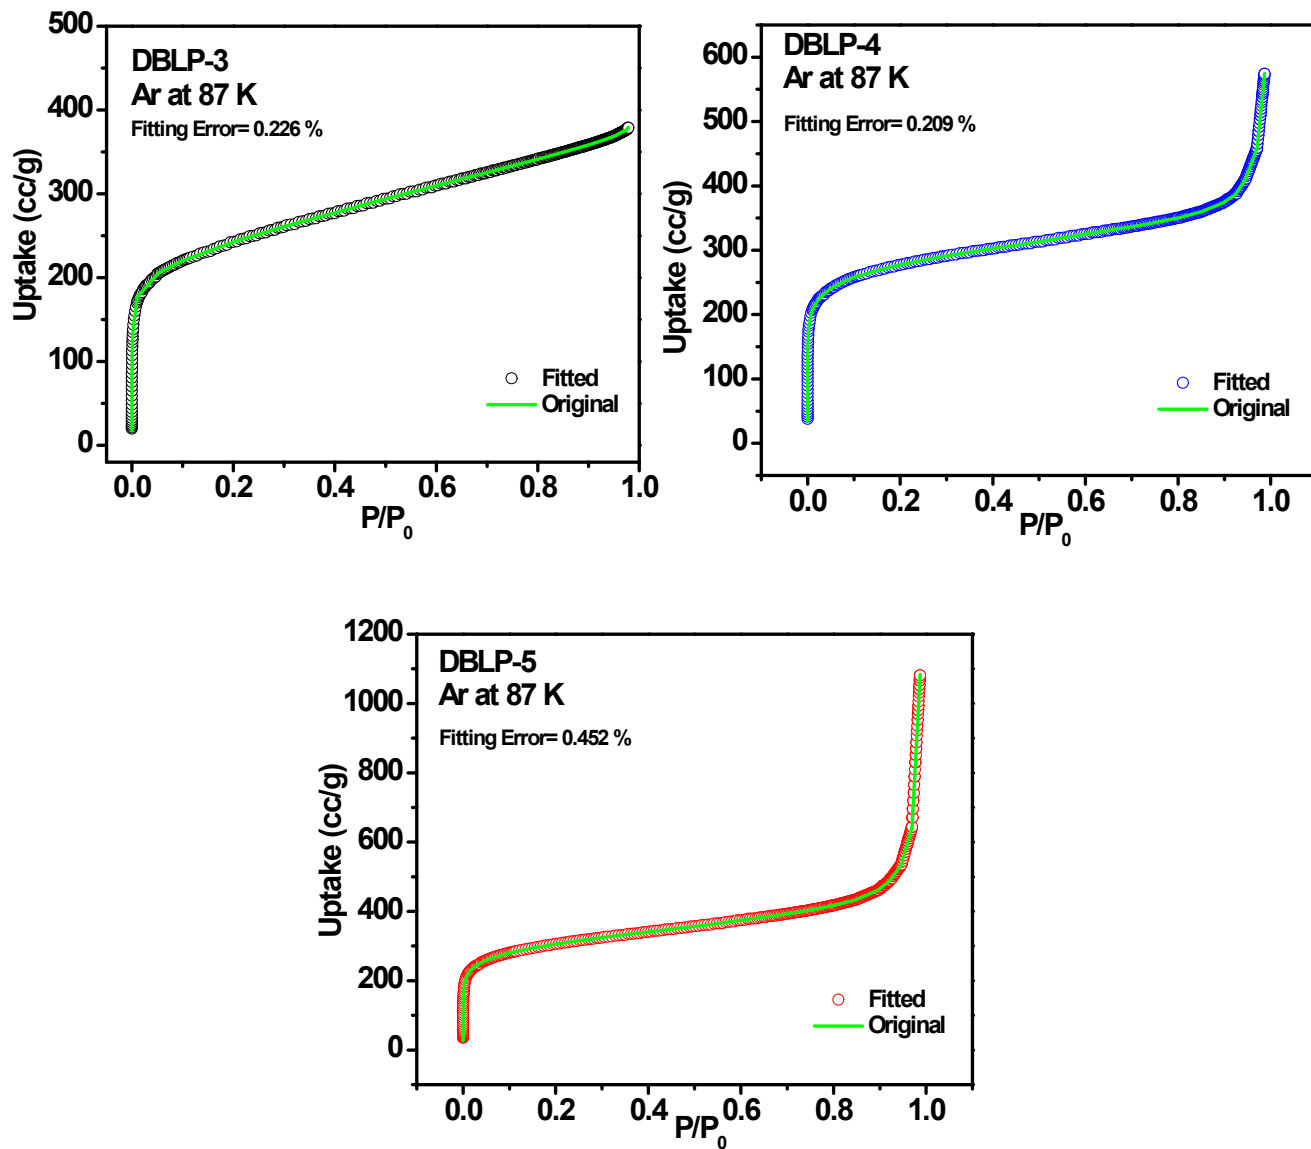 DBLP-3
Ar at 87 K
Fitting Error= 0.226 %
Uptake (cc/g)
500
400
300
200
100
0
Fitted
Original
0.0 0.2 0.4 0.6 0.8 1.0
P/P0
DBLP-4
Ar at 87 K
Fitting Error= 0.209 %
Uptake (cc/g)
600
500
400
300
200
100
0
Fitted
Original
0.0 0.2 0.4 0.6 0.8 1.0
P/P0
DBLP-5
Ar at 87 K
Fitting Error= 0.452 %
Uptake (cc/g)
1200
1000
800
600
400
200
0
Fitted
Original
0.0 0.2 0.4 0.6 0.8 1.0
P/P0